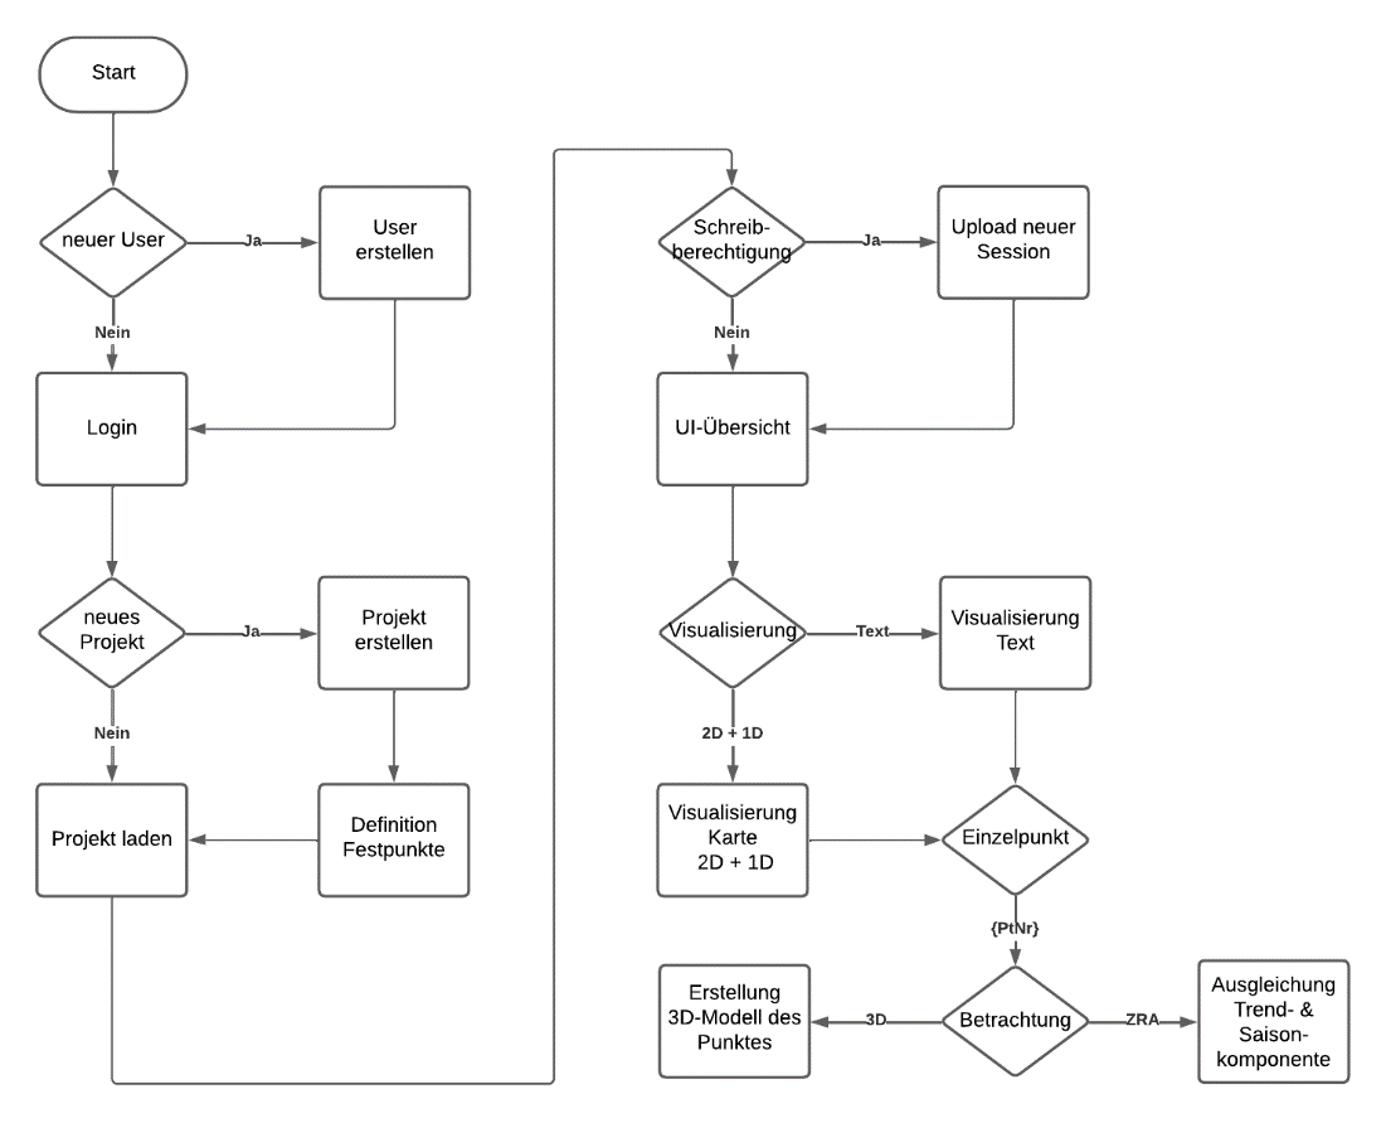 Start
neuer User
Ja
User
erstellen
Nein
Login
neues
Projekt
Ja
Projekt
erstellen
Nein
Projekt laden
Definition
Festpunkte
Schreib-
berechtigung
Ja
Upload neuer
Session
Nein
UI-Übersicht
Visualisierung
Text
Visualisierung
Text
2D + 1D
Visualisierung
Karte
2D + 1D
Einzelpunkt
{PtNr}
Betrachtung
3D
Erstellung
3D-Modell des
Punktes
ZRA
Ausgleichung
Trend- &
Saison-
komponente